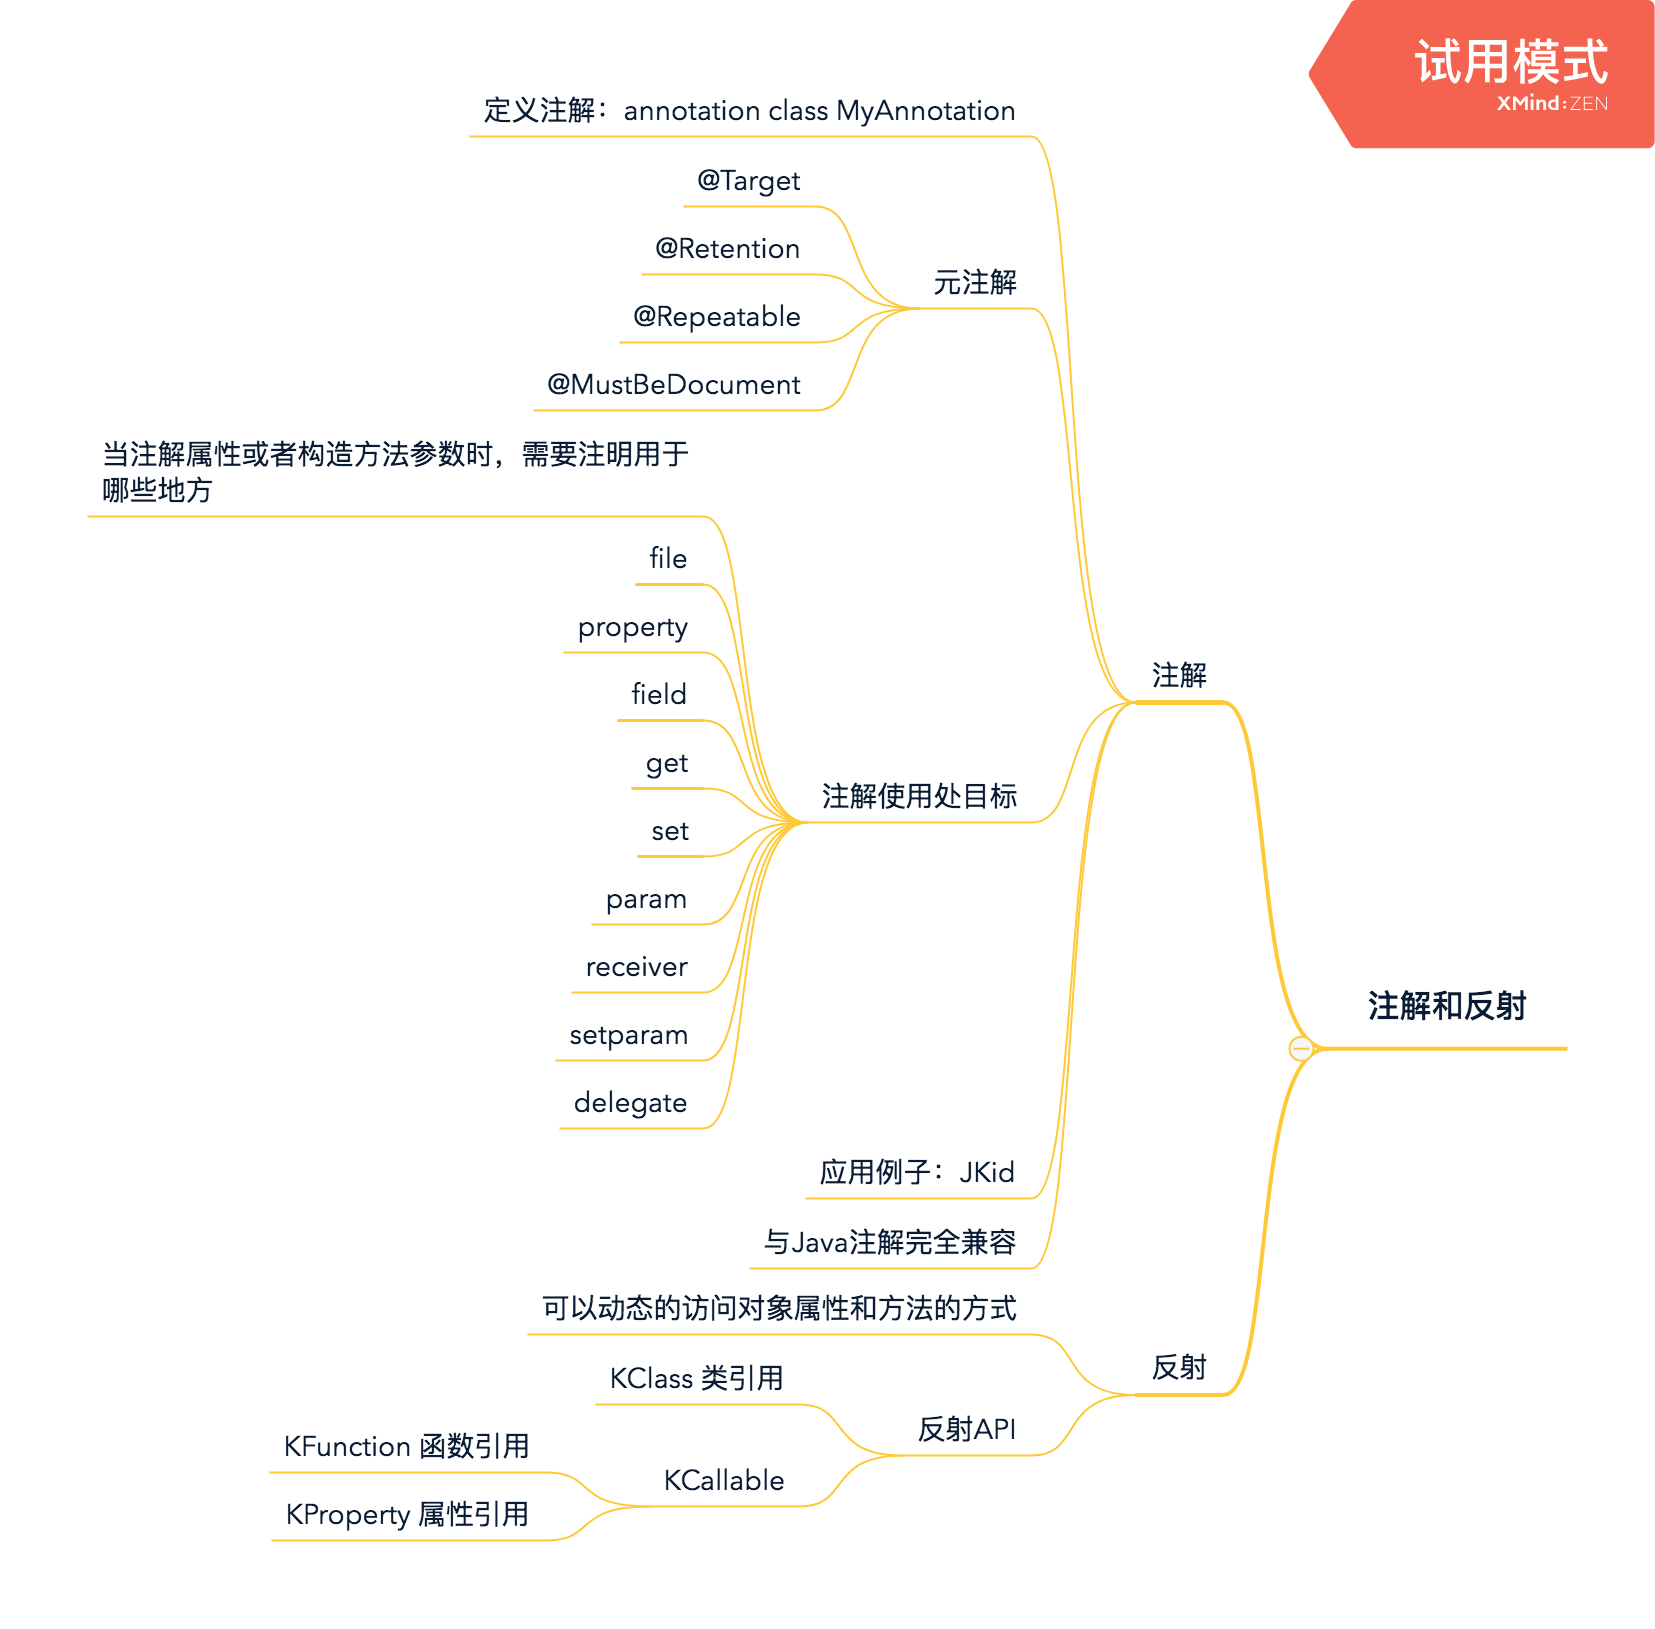 试用模式
XMind:ZEN
定义注解：annotation class MyAnnotation
@Target
@Retention
元注解
@Repeatable
@MustBeDocument
当注解属性或者构造方法参数时，需要注明用于
哪些地方
file
property
注解
field
get
注解使用处目标
set
param
receiver
注解和反射
setparam
delegate
应用例子：JKid
与Java注解完全兼容
可以动态的访问对象属性和方法的方式
反射
KClass 类引用
反射API
KFunction 函数引用
KCallable
KProperty 属性引用